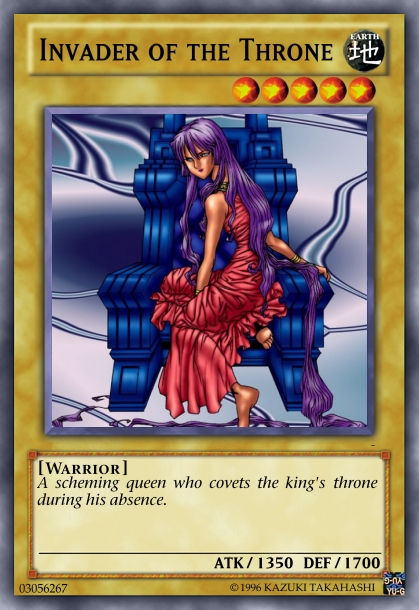 INVADER OF THE THRONE
EARTH
地
[WARRIOR]
A scheming queen who covets the king's throne
during his absence.
ATK / 1350 DEF / 1700
03056267
©1996 KAZUKI TAKAHASHI